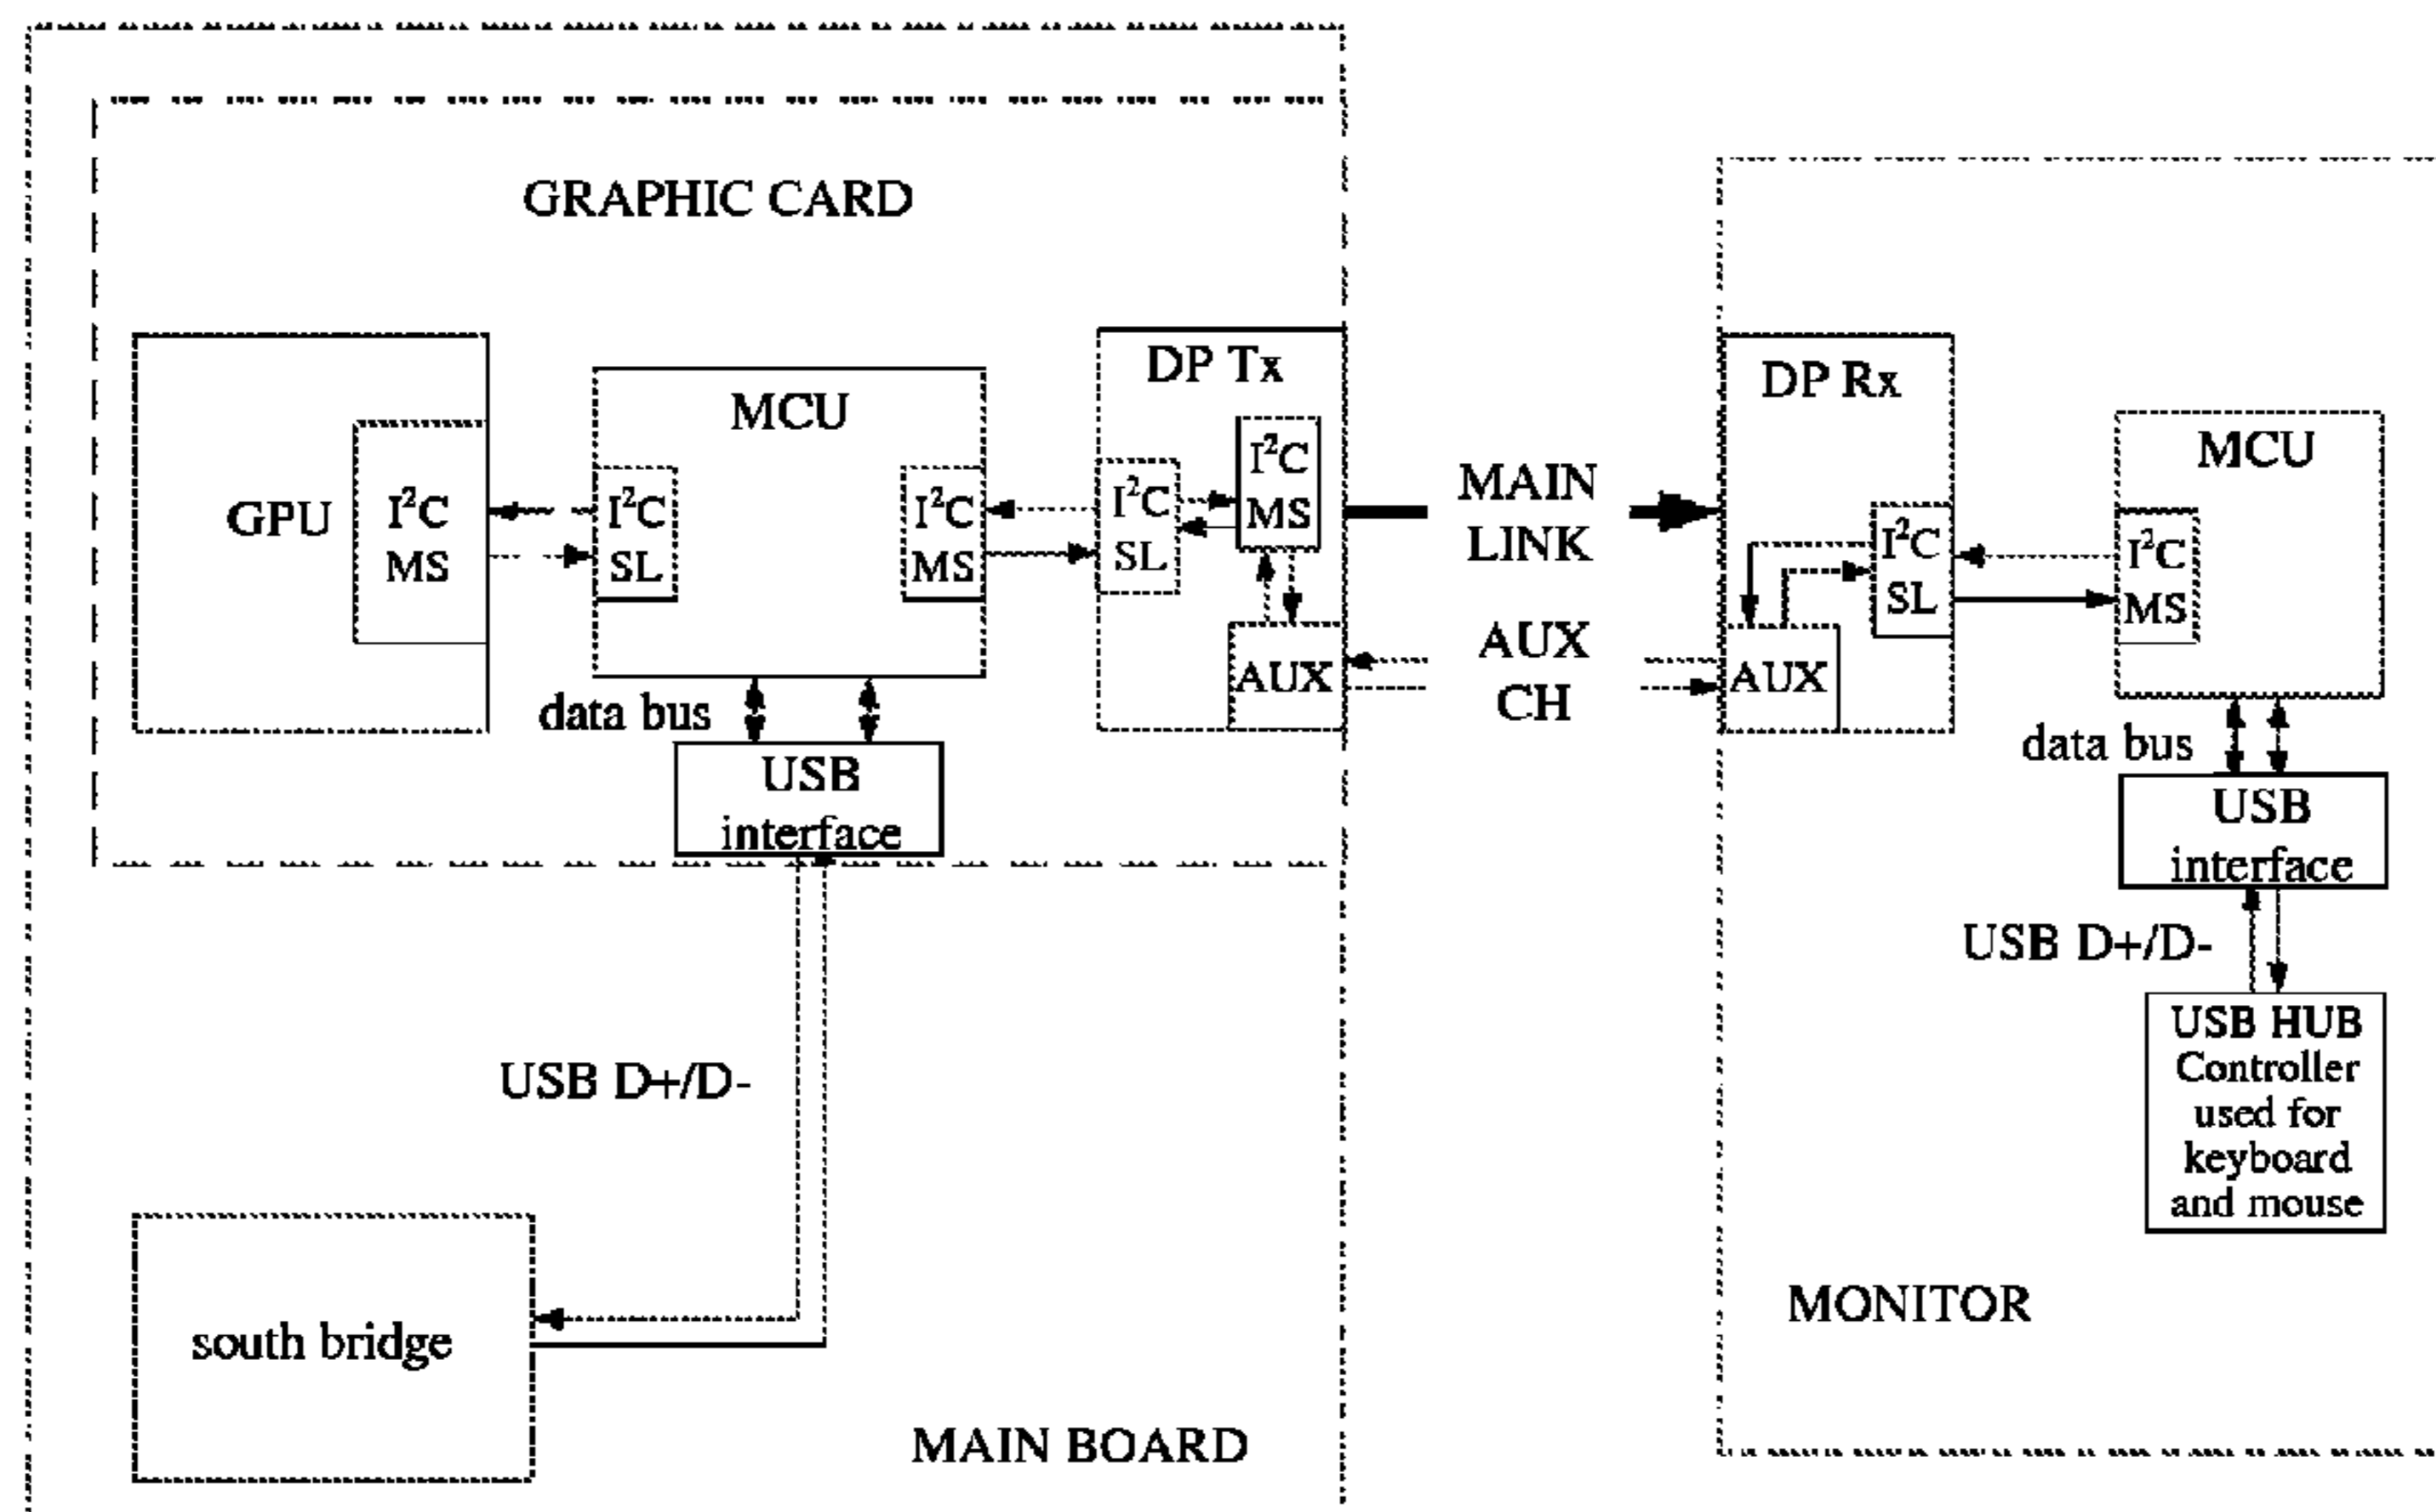 GRAPHIC CARD
GPU
I²C
MS
MCU
I²C
SL
I²C
MS
data bus
USB
interface
DP Tx
I²C
SL
I²C
MS
AUX
MAIN
LINK
AUX
CH
USB D+/D-
south bridge
MAIN BOARD
DP Rx
I²C
SL
AUX
MCU
I²C
MS
data bus
USB
interface
USB D+/D-
USB HUB
Controller
used for
keyboard
and mouse
MONITOR